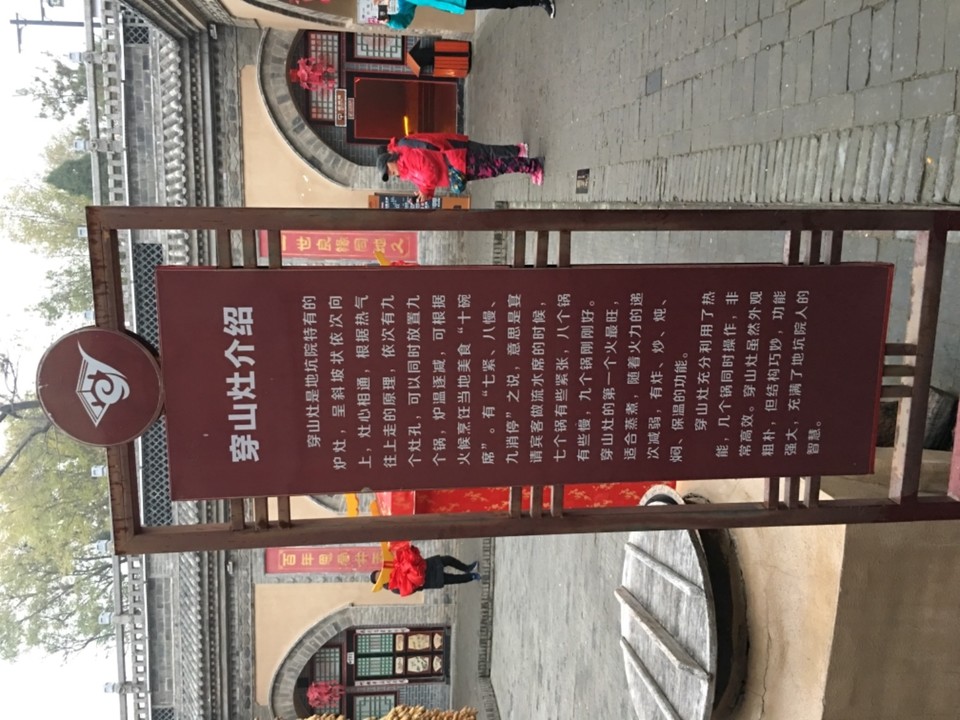 穿山灶介绍
穿山灶是地坑院特有的
炉灶，呈斜坡状依次向
上，灶心相通，根据热气
往上走的原理，依次有九
个灶孔，可以同时放置九
个锅，炉温逐减，可根据
火候烹饪当地美食“十碗
席”。有“七紧、八慢、
九消停”之说，意思是宴
请宾客做流水席的时候，
七个锅有些紧张，八个锅
有些慢，九个锅刚刚好。
穿山灶的第一个火最旺，
适合蒸煮，随着火力的递
次减弱，有炸、炒、炖、
焖、保温的功能。
穿山灶充分利用了热
能，几个锅同时操作，非
常高效。穿山灶虽然外观
粗朴，但结构巧妙，功能
强大，充满了地坑院人的
智慧。